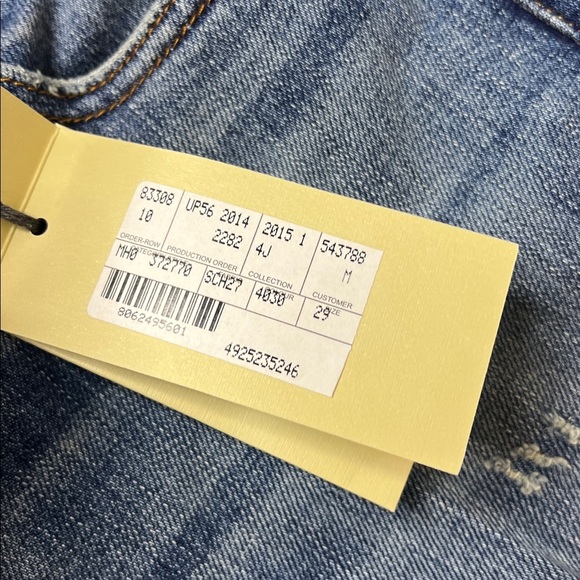 83308 UP56 2014 2015 1 543788
10 2282 4J M
ORDER-ROW PRODUCTION ORDER COLLECTION CUSTOMER
MH0 372770 SCH27 4030 29
8062495601
4925235246